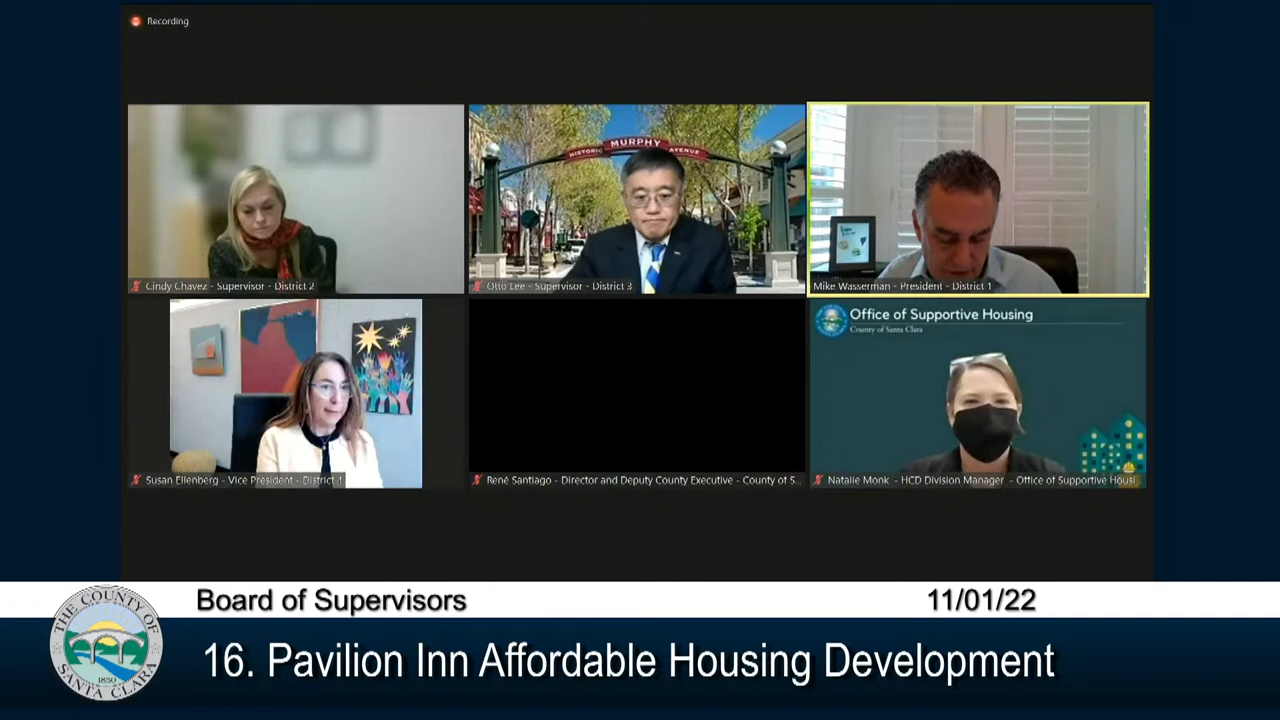 Recording
HISTORIC MURPHY AVENUE
Cindy Chavez - Supervisor - District 2
Otto Lee - Supervisor - District 3
Mike Wasserman - President - District 1
Office of Supportive Housing
County of Santa Clara
Susan Ellenberg - Vice President - District 4
René Santiago - Director and Deputy County Executive - County of S...
Natalie Monk - HCD Division Manager - Office of Supportive Housi...
THE COUNTY OF SANTA CLARA
1850
Board of Supervisors
11/01/22
16. Pavilion Inn Affordable Housing Development